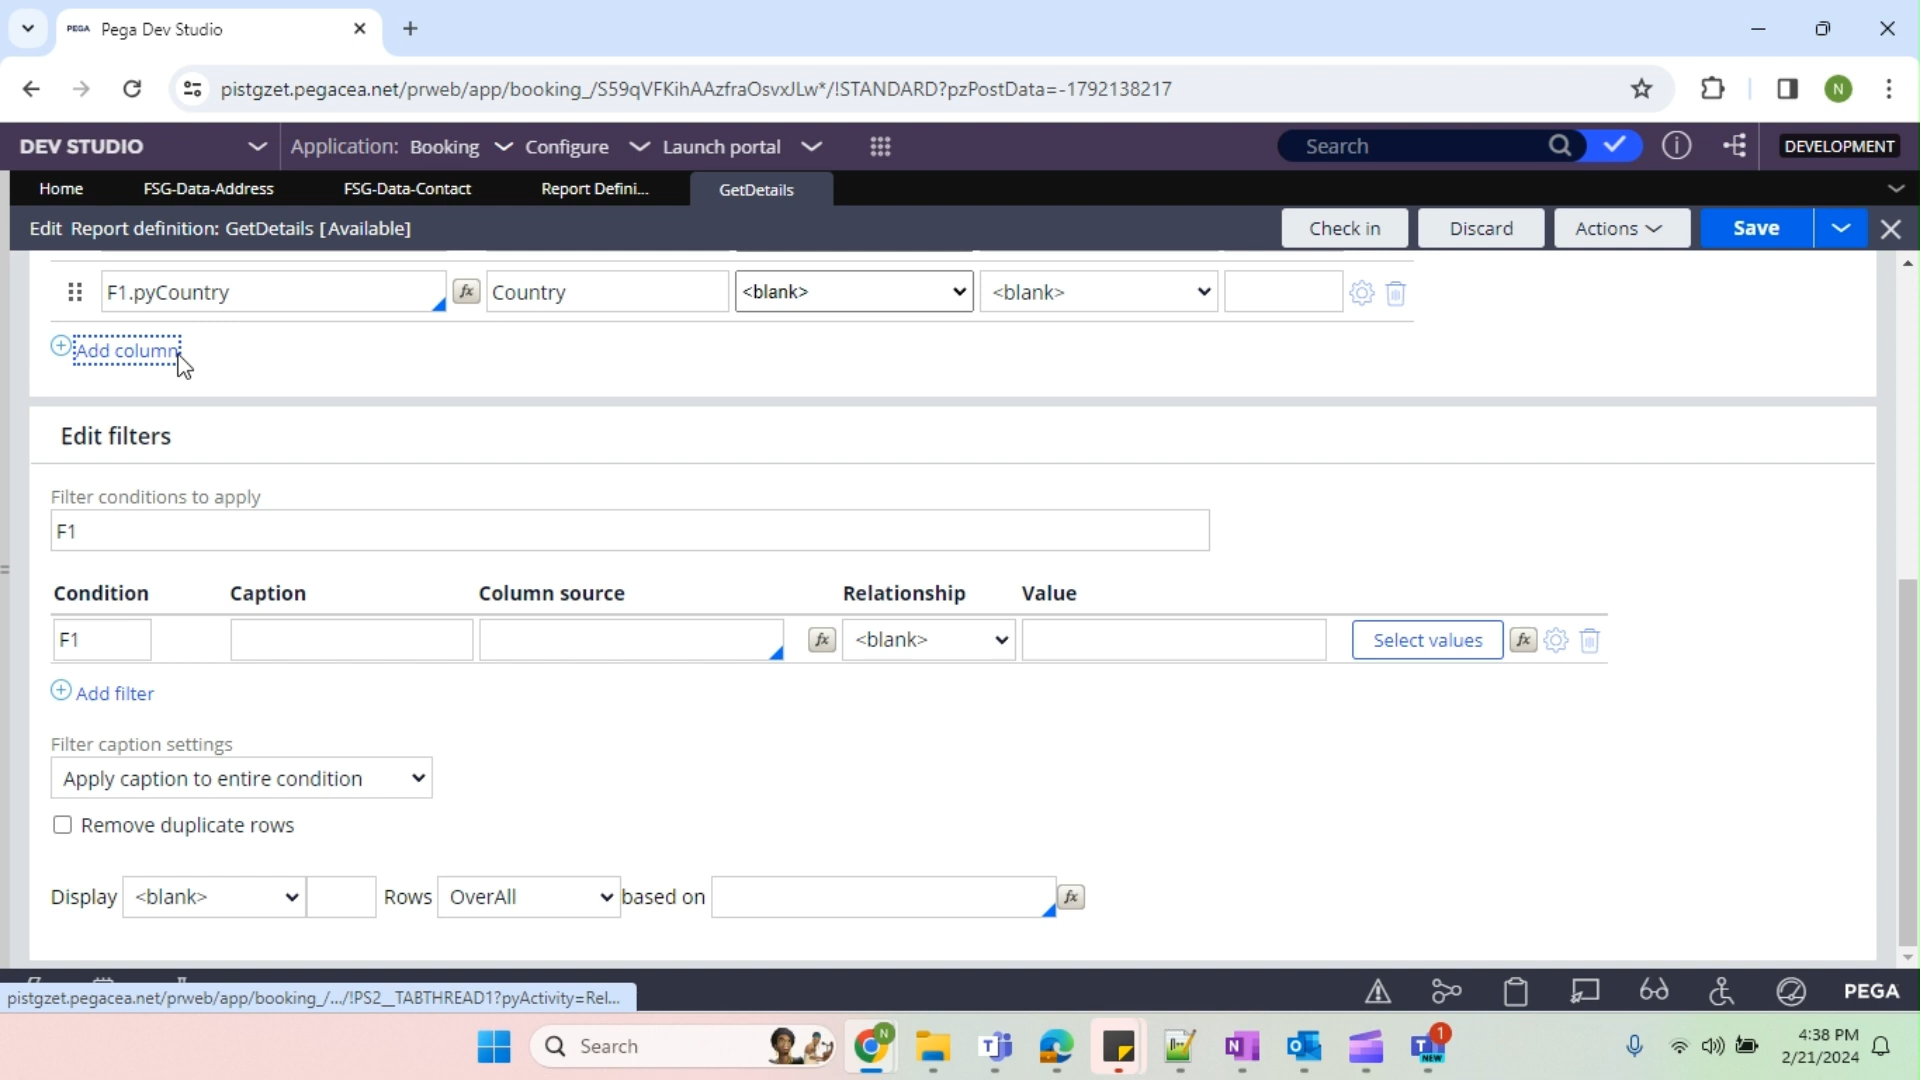 PEGA Pega Dev Studio
pistgzet.pegacea.net/prweb/app/booking_/S59qVFKihAAzfraOsvxJLw*/!STANDARD?pzPostData=-1792138217
N
DEV STUDIO Application: Booking Configure Launch portal Search DEVELOPMENT
Home FSG-Data-Address FSG-Data-Contact Report Defini... GetDetails
Edit Report definition: GetDetails [Available] Check in Discard Actions Save
F1.pyCountry fx Country <blank> <blank>
Add column
Edit filters
Filter conditions to apply
F1
Condition Caption Column source Relationship Value
F1 fx <blank> Select values fx
Add filter
Filter caption settings
Apply caption to entire condition
Remove duplicate rows
Display <blank> Rows OverAll based on fx
pistgzet.pegacea.net/prweb/app/booking_/.../!PS2__TABTHREAD1?pyActivity=Rel...
PEGA
Search N T N O T NEW 1
4:38 PM
2/21/2024